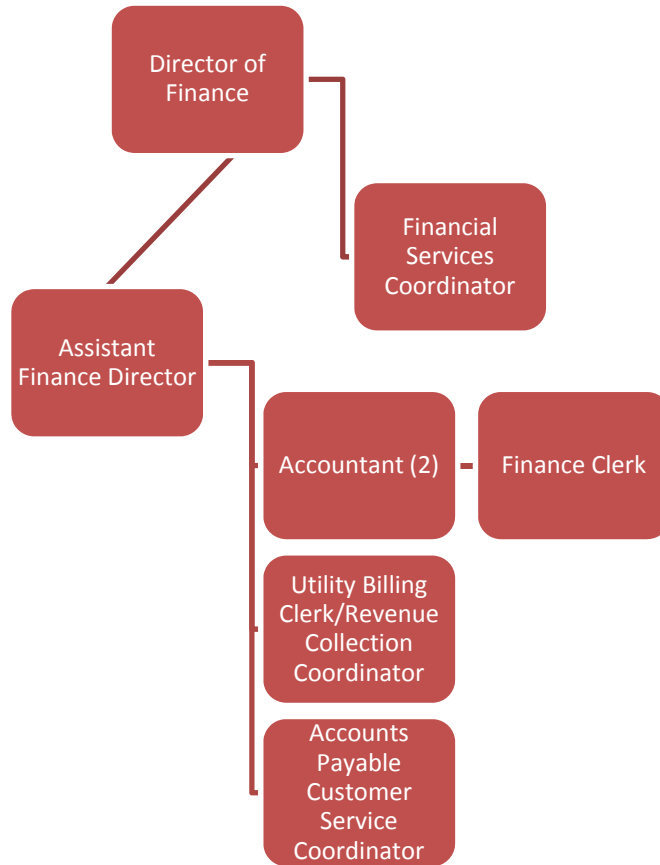 Director of
Finance
Financial
Services
Coordinator
Assistant
Finance Director
Accountant (2)
Finance Clerk
Utility Billing
Clerk/Revenue
Collection
Coordinator
Accounts
Payable
Customer
Service
Coordinator